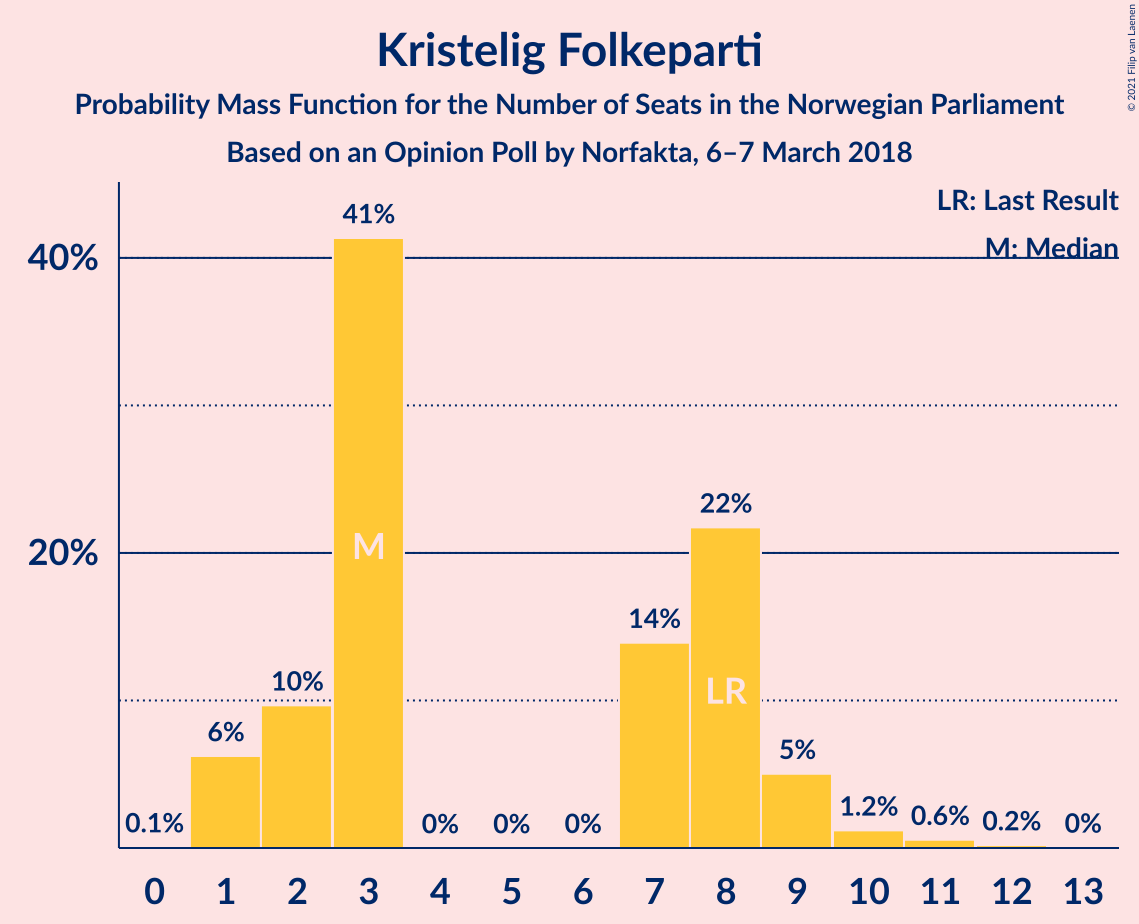 Kristelig Folkeparti
Probability Mass Function for the Number of Seats in the Norwegian Parliament
Based on an Opinion Poll by Norfakta, 6–7 March 2018
© 2021 Filip van Laenen
LR: Last Result
M: Median
40%
20%
0.1%
6%
10%
41%
0%
0%
0%
14%
22%
5%
1.2%
0.6%
0.2%
0%
M
LR
0 1 2 3 4 5 6 7 8 9 10 11 12 13